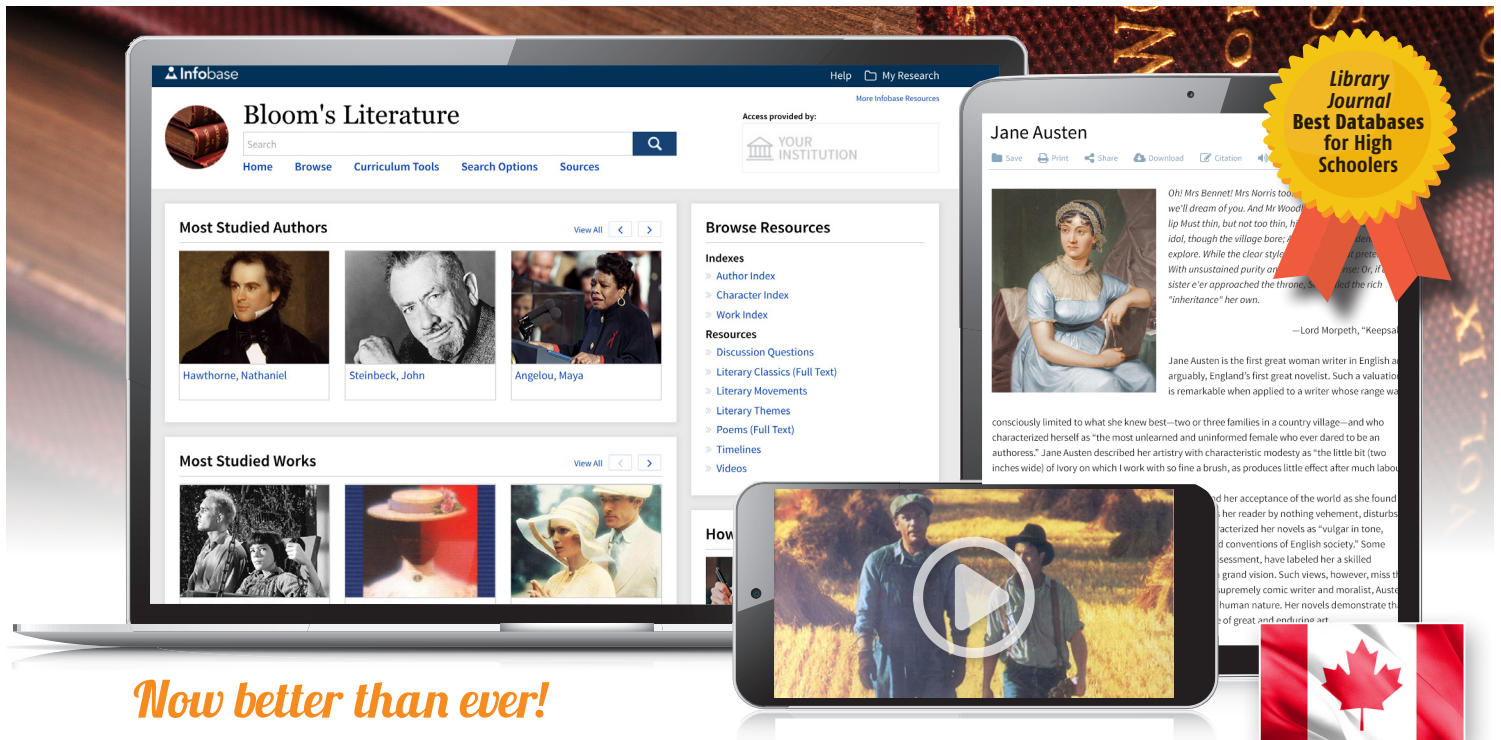 Infobase
Help My Research
More Infobase Resources
Bloom's Literature
Search
Home Browse Curriculum Tools Search Options Sources
Access provided by:
YOUR
INSTITUTION
Most Studied Authors
View All
Hawthorne, Nathaniel
Steinbeck, John
Angelou, Maya
Most Studied Works
View All
Browse Resources
Indexes
Author Index
Character Index
Work Index
Resources
Discussion Questions
Literary Classics (Full Text)
Literary Movements
Literary Themes
Poems (Full Text)
Timelines
Videos
How
Jane Austen
Save Print Share Download Citation
Oh! Mrs Bennet! Mrs Norris too
we'll dream of you. And Mr Wood
lip Must thin, but not too thin,
idol, though the village bore;
explore. While the clear style
With unsustained purity
sister e'er approached the throne, the rich
"inheritance" her own.
—Lord Morpeth, “Keepsa
Jane Austen is the first great woman writer in English
arguably, England’s first great novelist. Such a valuation
is remarkable when applied to a writer whose range wa
consciously limited to what she knew best—two or three families in a country village—and who
characterized herself as “the most unlearned and uninformed female who ever dared to be an
authoress.” Jane Austen described her artistry with characteristic modesty as “the little bit (two
inches wide) of Ivory on which I work with so fine a brush, as produces little effect after much labou
nd her acceptance of the world as she found
her reader by nothing vehement, disturbs
racterized her novels as “vulgar in tone,
d conventions of English society.” Some
sessment, have labeled her a skilled
grand vision. Such views, however, miss th
supremely comic writer and moralist, Auste
human nature. Her novels demonstrate tha
e of great and enduring art
Library
Journal
Best Databases
for High
Schoolers
Now better than ever!